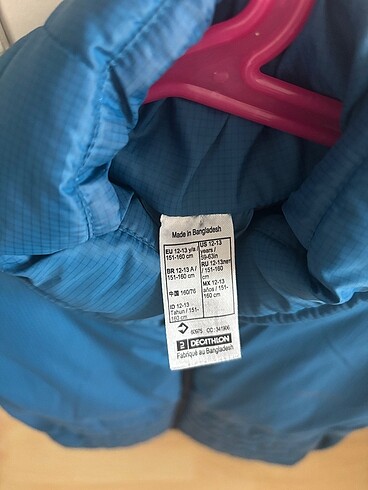 Made in Bangladesh
EU 12-13 y/a / 151-160 cm
US 12-13 years / 59-63in
BR 12-13 A / 151-160 cm
RU 12-13лет / 151-160 cm
中国 160/76
MX 12-13 años / 151-160 cm
ID 12-13 Tahun / 151-160 cm
CC : 341906
DECATHLON
Fabriqué au Bangladesh